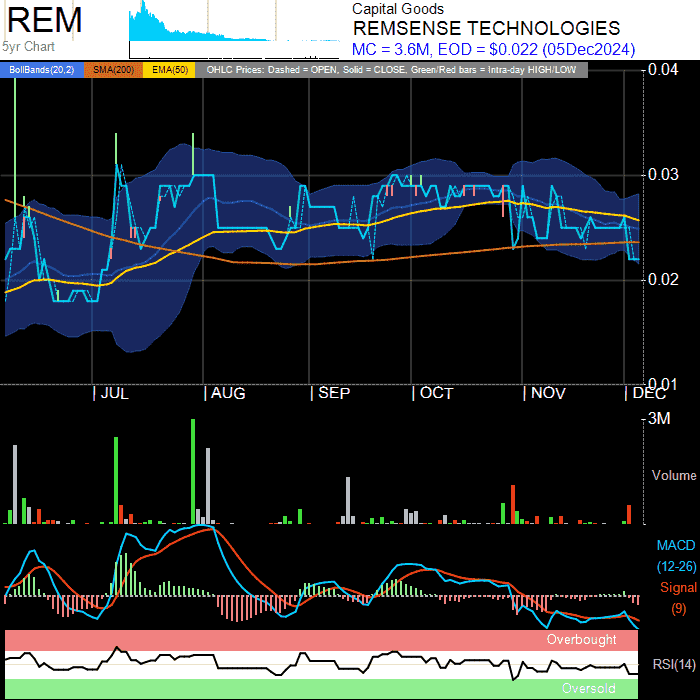 REM
5yr Chart
Capital Goods
REMSENSE TECHNOLOGIES
MC = 3.6M, EOD = $0.022 (05Dec2024)
BollBands(20,2) SMA(200) EMA(50) OHLC Prices: Dashed = OPEN, Solid = CLOSE, Green/Red bars = Intra-day HIGH/LOW
0.04
0.03
0.02
0.01
JUL AUG SEP OCT NOV DEC
3M
Volume
MACD
(12-26)
Signal
(9)
Overbought
RSI(14)
Oversold